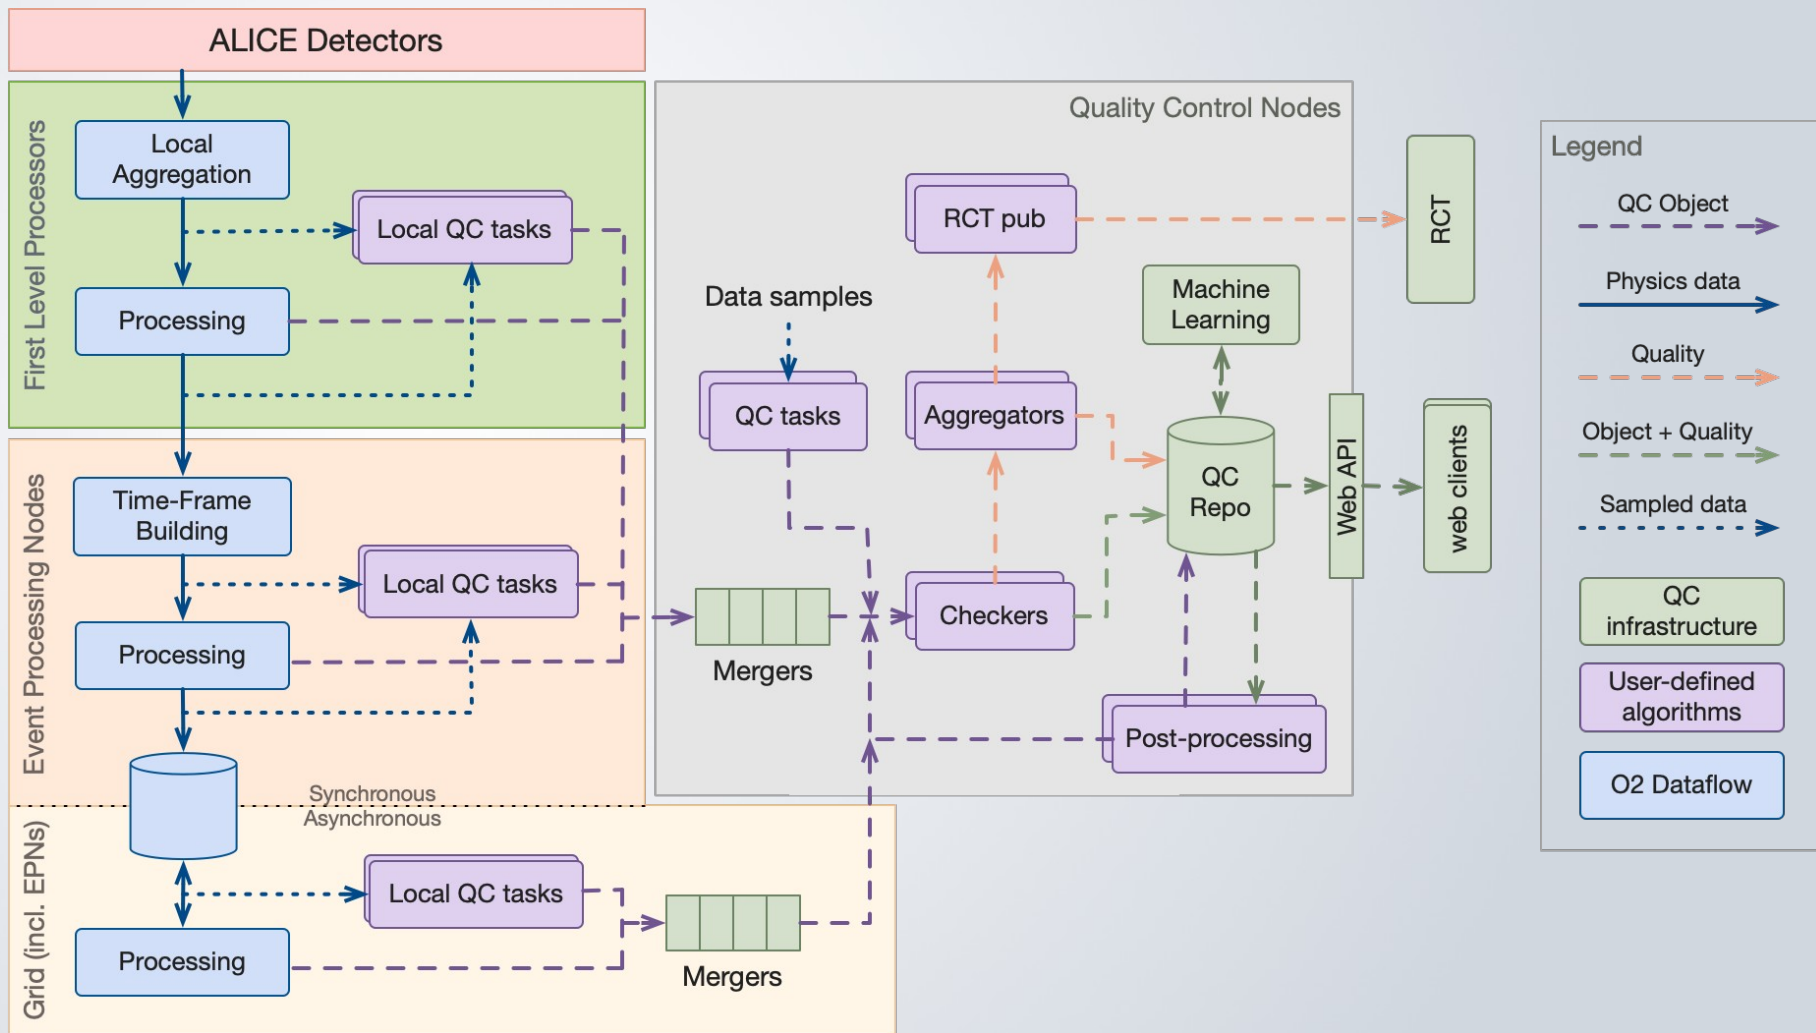 ALICE Detectors
First Level Processors
Local
Aggregation
Local QC tasks
Processing
Event Processing Nodes
Time-Frame
Building
Local QC tasks
Processing
Synchronous
Asynchronous
Grid (incl. EPNs)
Local QC tasks
Processing
Mergers
Quality Control Nodes
RCT pub
RCT
Data samples
Machine
Learning
QC tasks
Aggregators
QC
Repo
Web API
web clients
Checkers
Mergers
Post-processing
Legend
QC Object
Physics data
Quality
Object + Quality
Sampled data
QC
infrastructure
User-defined
algorithms
O2 Dataflow